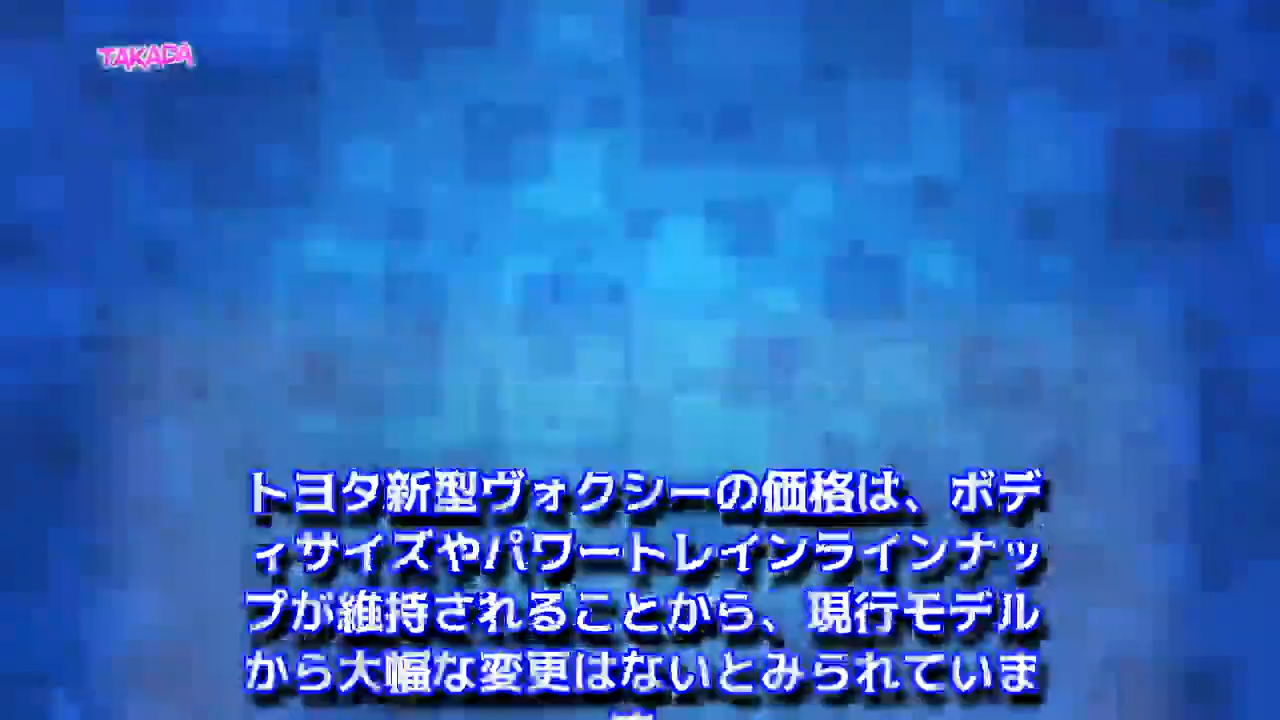 TAKAGA
トヨタ新型ヴォクシーの価格は、ボデ
ィサイズやパワートレインラインナッ
プが維持されることから、現行モデル
から大幅な変更はないとみられていま